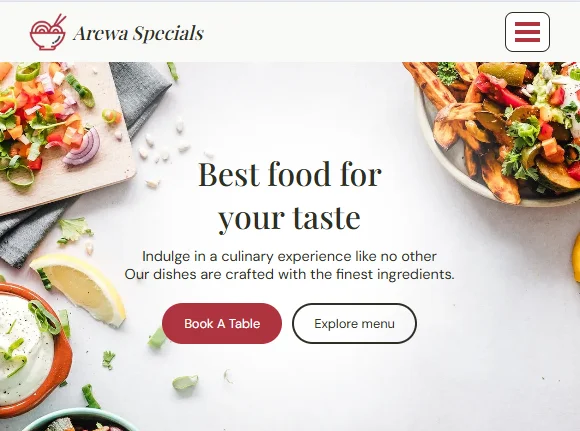 Arewa Specials
Best food for
your taste
Indulge in a culinary experience like no other
Our dishes are crafted with the finest ingredients.
Book A Table
Explore menu